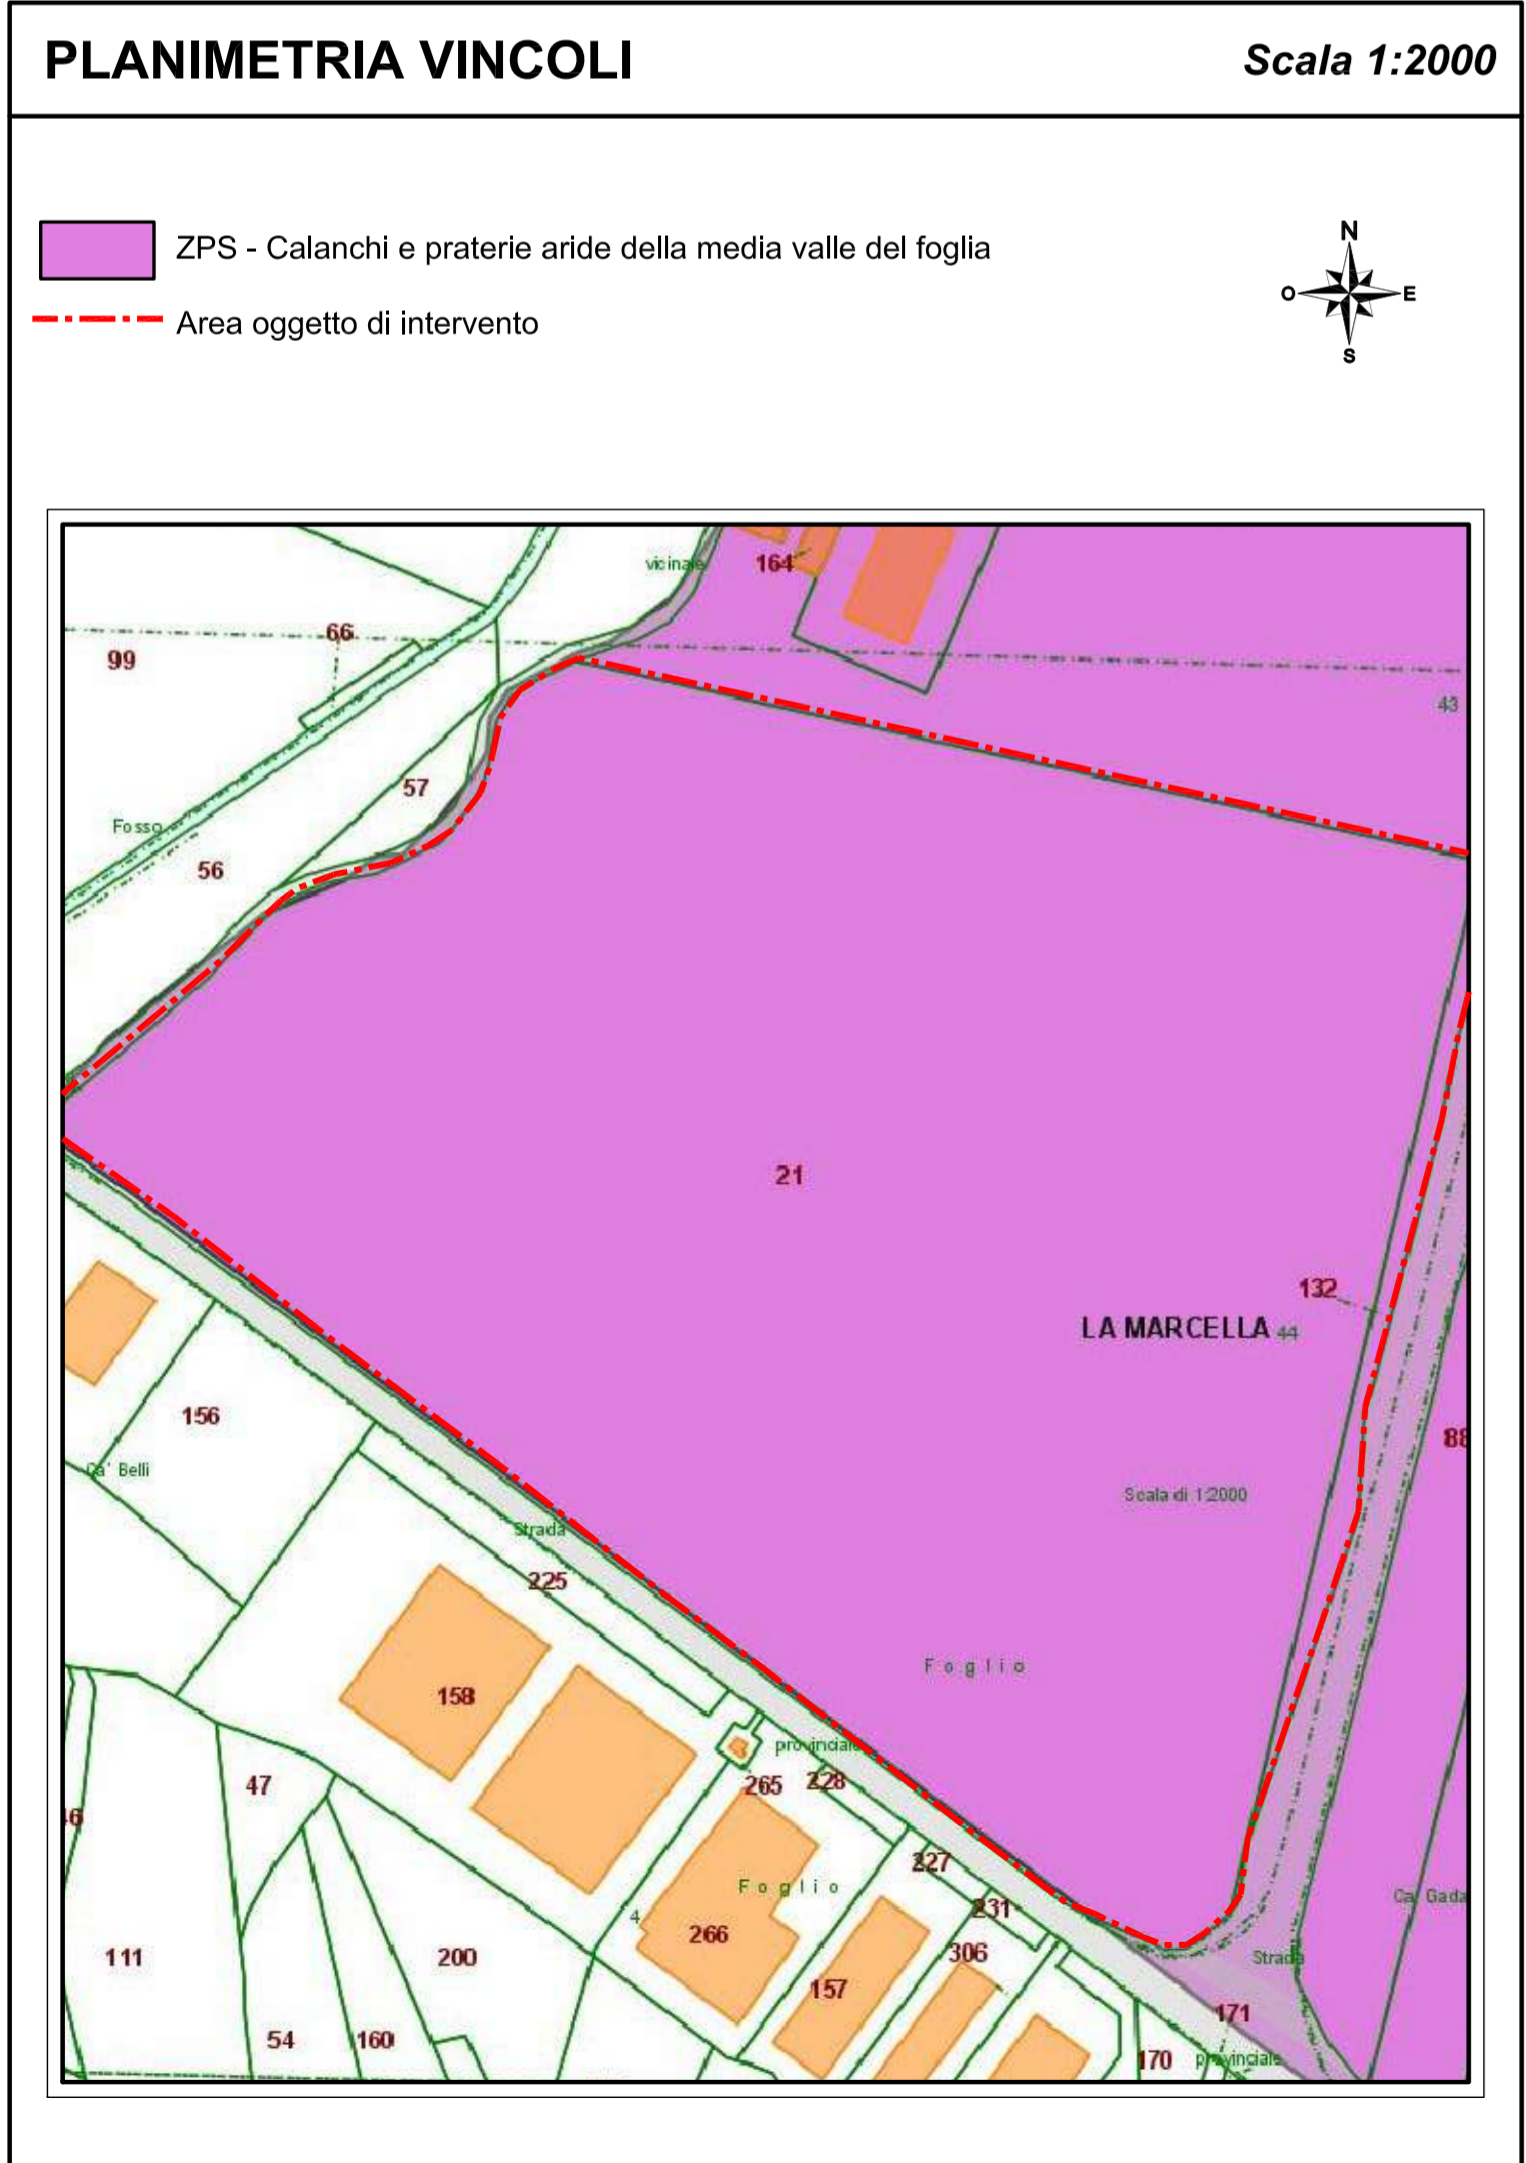 PLANIMETRIA VINCOLI
Scala 1:2000
ZPS - Calanchi e praterie aride della media valle del foglia
Area oggetto di intervento
N
O
E
S
vicinale
164
66
99
43
57
Fosso
56
21
132
LA MARCELLA 44
156
88
Ca' Belli
Scala di 1:2000
Strada
225
Foglio
158
provinciale
47
265
228
46
227
Foglio
Ca' Gada
231
4
266
306
111
200
Strada
157
171
54
160
170
provinciale